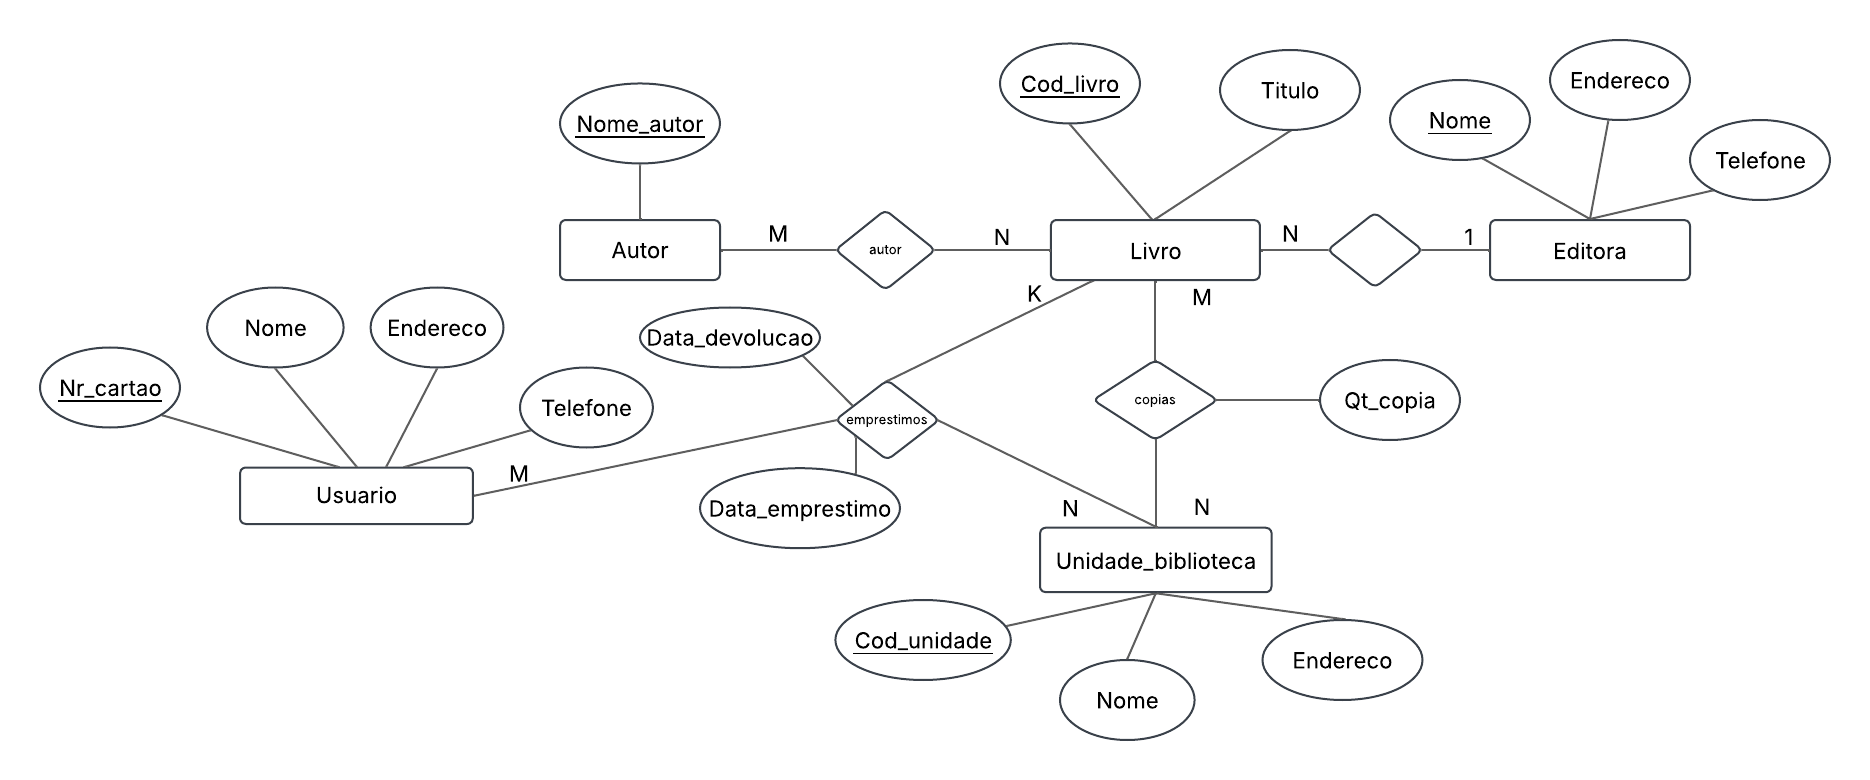 Endereco
Cod_livro
Titulo
Nome
Nome_autor
Telefone
Autor
M
autor
N
Livro
N
1
Editora
K
M
Nome
Endereco
Data_devolucao
Nr_cartao
Telefone
emprestimos
copias
Qt_copia
M
Usuario
Data_emprestimo
N
N
Unidade_biblioteca
Cod_unidade
Endereco
Nome